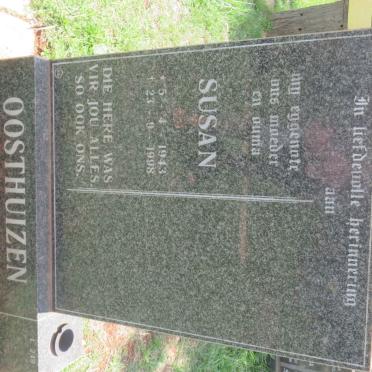 In liefdevolle herinnering
aan
my eggenote
ons moeder
en ouma
SUSAN
* 5 - 4 - 1943
† 23 - 6 - 1998
DIE HERE WAS
VIR JOU ALLES,
SO OOK ONS.
OOSTHUIZEN